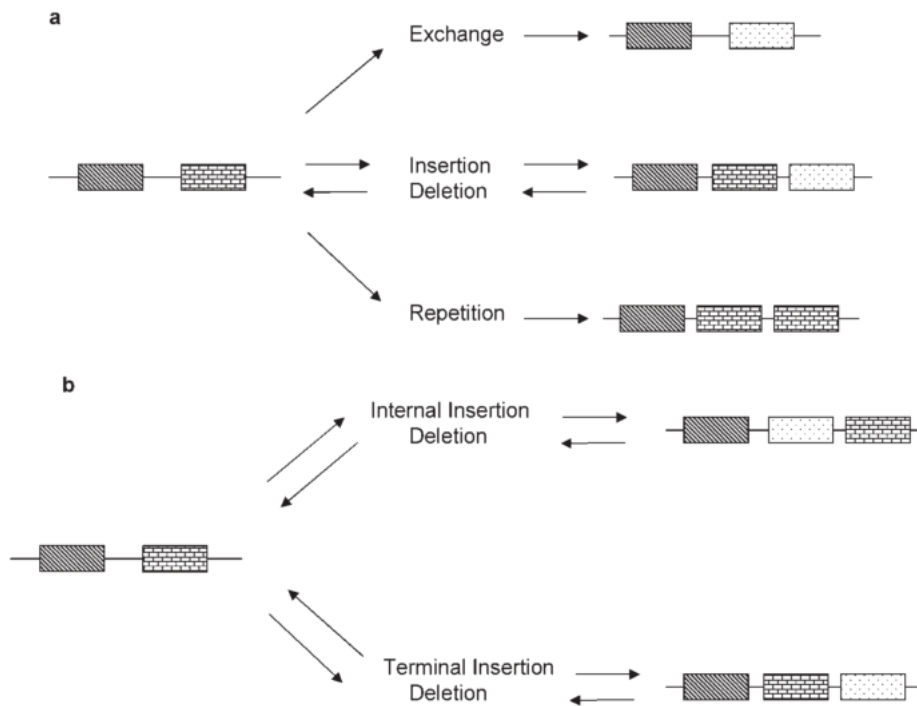 a
Exchange
Insertion
Deletion
Repetition
b
Internal Insertion
Deletion
Terminal Insertion
Deletion